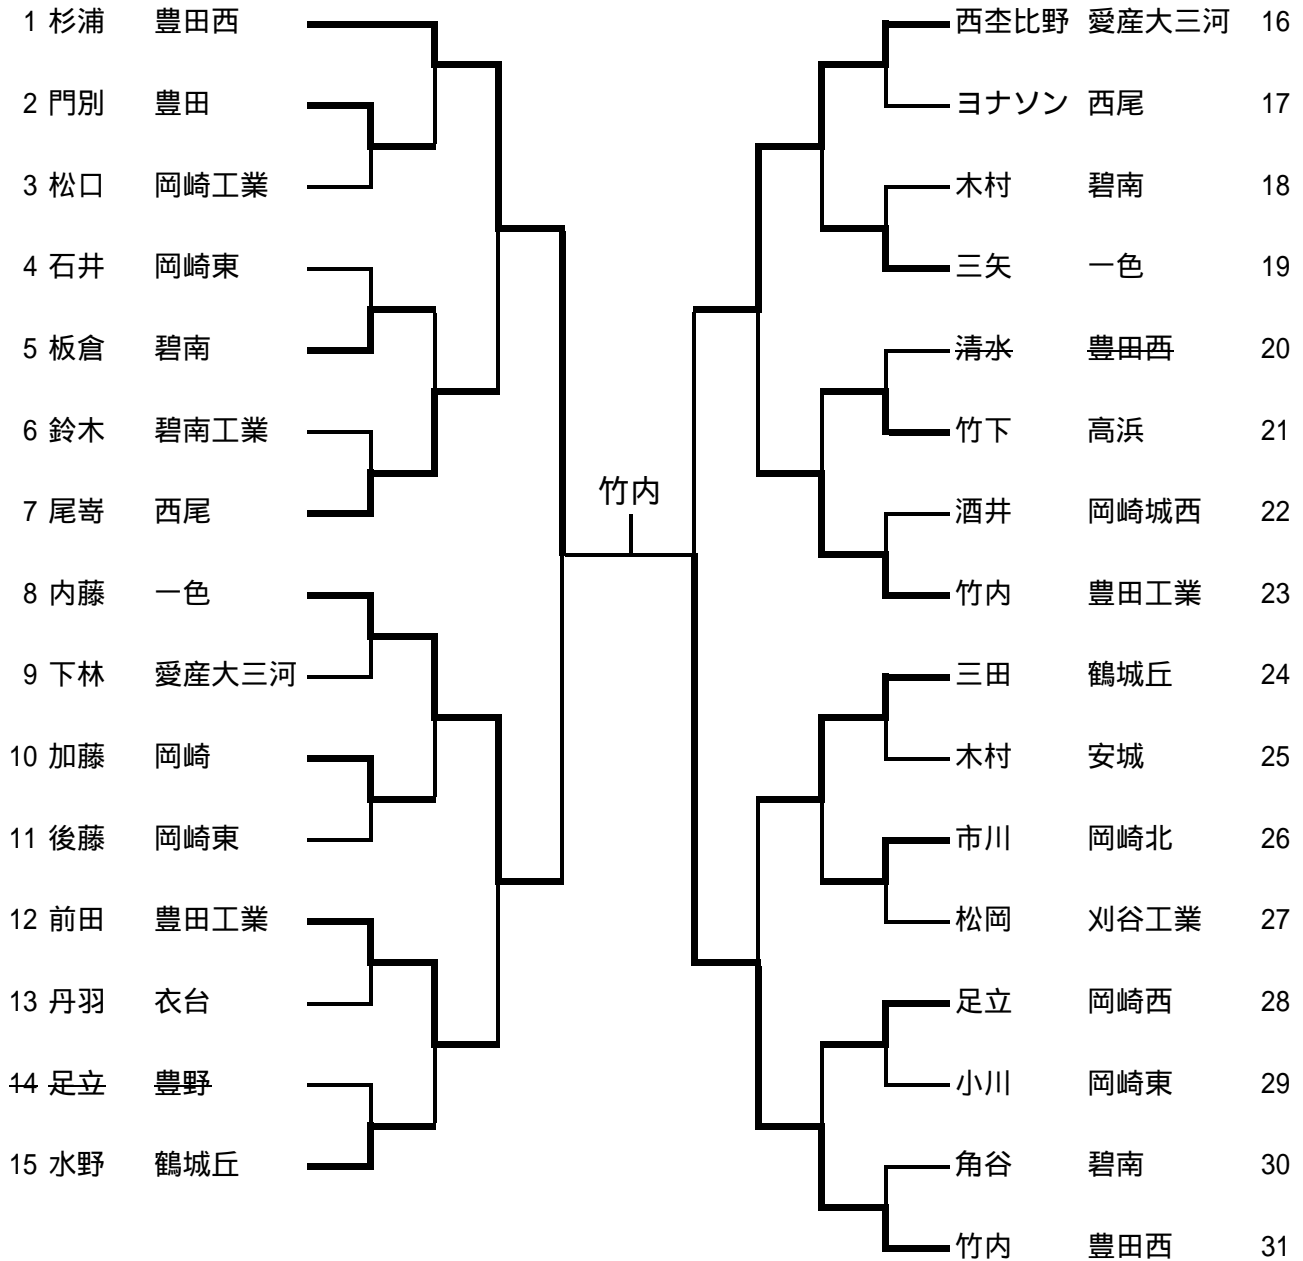 1 杉浦 豊田西
2 門別 豊田
3 松口 岡崎工業
4 石井 岡崎東
5 板倉 碧南
6 鈴木 碧南工業
7 尾嵜 西尾
8 内藤 一色
9 下林 愛産大三河
10 加藤 岡崎
11 後藤 岡崎東
12 前田 豊田工業
13 丹羽 衣台
14 足立 豊野
15 水野 鶴城丘
竹内
西杢比野 愛産大三河 16
ヨナソン 西尾 17
木村 碧南 18
三矢 一色 19
清水 豊田西 20
竹下 高浜 21
酒井 岡崎城西 22
竹内 豊田工業 23
三田 鶴城丘 24
木村 安城 25
市川 岡崎北 26
松岡 刈谷工業 27
足立 岡崎西 28
小川 岡崎東 29
角谷 碧南 30
竹内 豊田西 31